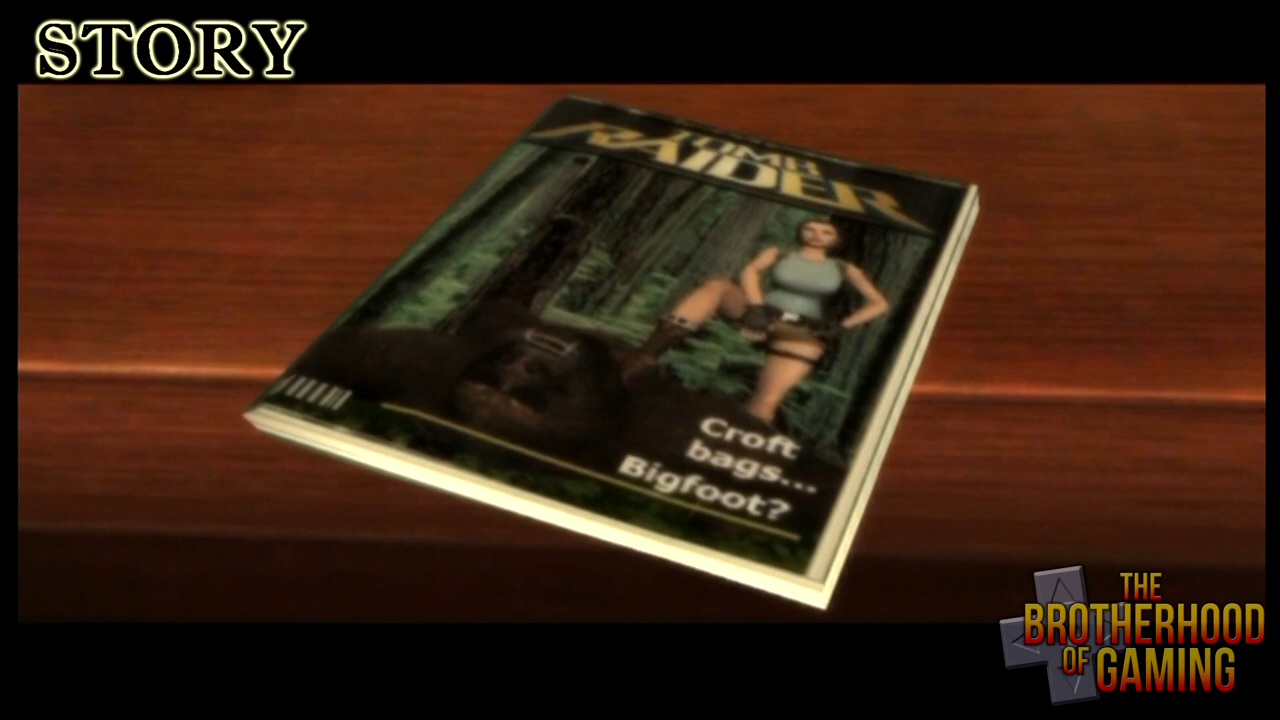 STORY
TOMB
RAIDER
Croft
bags...
Bigfoot?
THE
BROTHERHOOD
OF GAMING